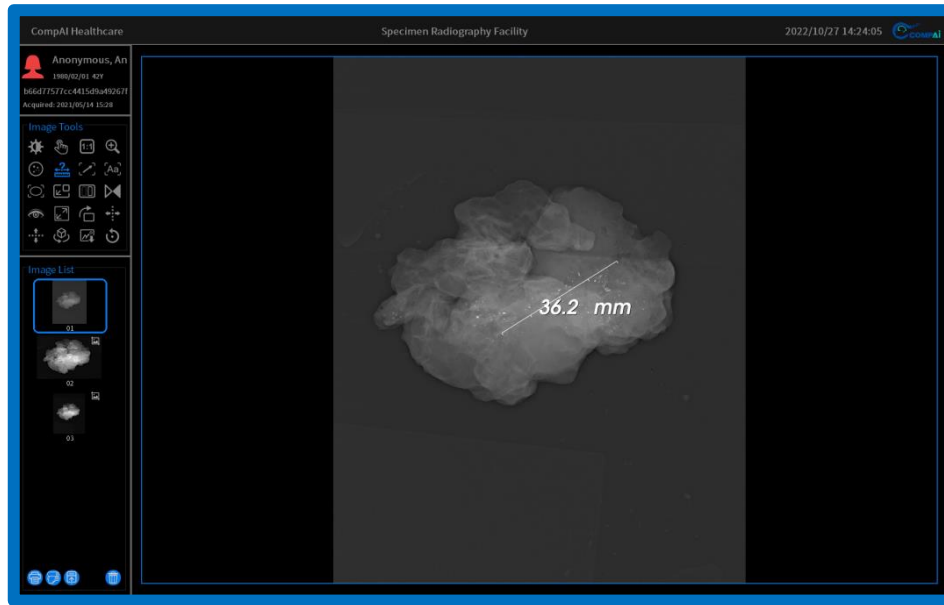 CompAI Healthcare
Specimen Radiography Facility
2022/10/27 14:24:05
COMPAi
Anonymous, An
1980/02/01 42Y
b66d77577cc4415d9a49267f
Acquired: 2021/05/14 15:28
Image Tools
1:1
?
Aa
Image List
01
02
03
36.2 mm